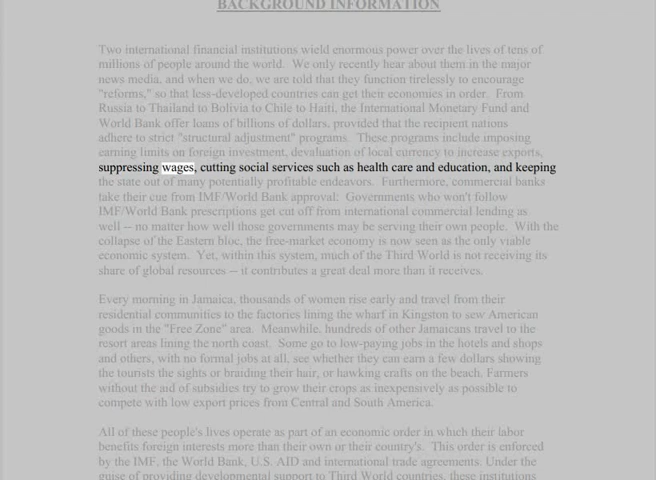 BACKGROUND INFORMATION
Two international financial institutions wield enormous power over the lives of tens of
millions of people around the world. We only recently hear about them in the major
news media, and when we do, we are told that they function tirelessly to encourage
"reforms," so that less-developed countries can get their economies in order. From
Russia to Thailand to Bolivia to Chile to Haiti, the International Monetary Fund and
World Bank offer loans of billions of dollars, provided that the recipient nations
adhere to strict "structural adjustment" programs. These programs include imposing
earning limits on foreign investment, devaluation of local currency to increase exports,
suppressing wages, cutting social services such as health care and education, and keeping
the state out of many potentially profitable endeavors. Furthermore, commercial banks
take their cue from IMF/World Bank approval: Governments who won't follow
IMF/World Bank prescriptions get cut off from international commercial lending as
well -- no matter how well those governments may be serving their own people. With the
collapse of the Eastern bloc, the free-market economy is now seen as the only viable
economic system. Yet, within this system, much of the Third World is not receiving its
share of global resources -- it contributes a great deal more than it receives.
Every morning in Jamaica, thousands of women rise early and travel from their
residential communities to the factories lining the wharf in Kingston to sew American
goods in the "Free Zone" area. Meanwhile, hundreds of other Jamaicans travel to the
resort areas lining the north coast. Some go to low-paying jobs in the hotels and shops
and others, with no formal jobs at all, see whether they can earn a few dollars showing
the tourists the sights or braiding their hair, or hawking crafts on the beach. Farmers
without the aid of subsidies try to grow their crops as inexpensively as possible to
compete with low export prices from Central and South America.
All of these people's lives operate as part of an economic order in which their labor
benefits foreign interests more than their own or their country's. This order is enforced
by the IMF, the World Bank, U.S. AID and international trade agreements. Under the
guise of providing developmental support to Third World countries, these institutions